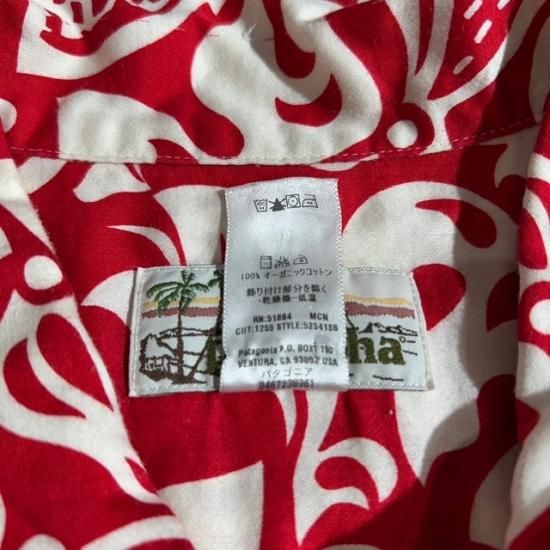 100% オーガニックコットン
飾り付け部分を除く
・乾燥機－低温
RN:51884 MCN
CUT:1255 STYLE:5254156
Patagonia P.O. BOX 150
VENTURA, CA 93002 USA
パタゴニア
ha